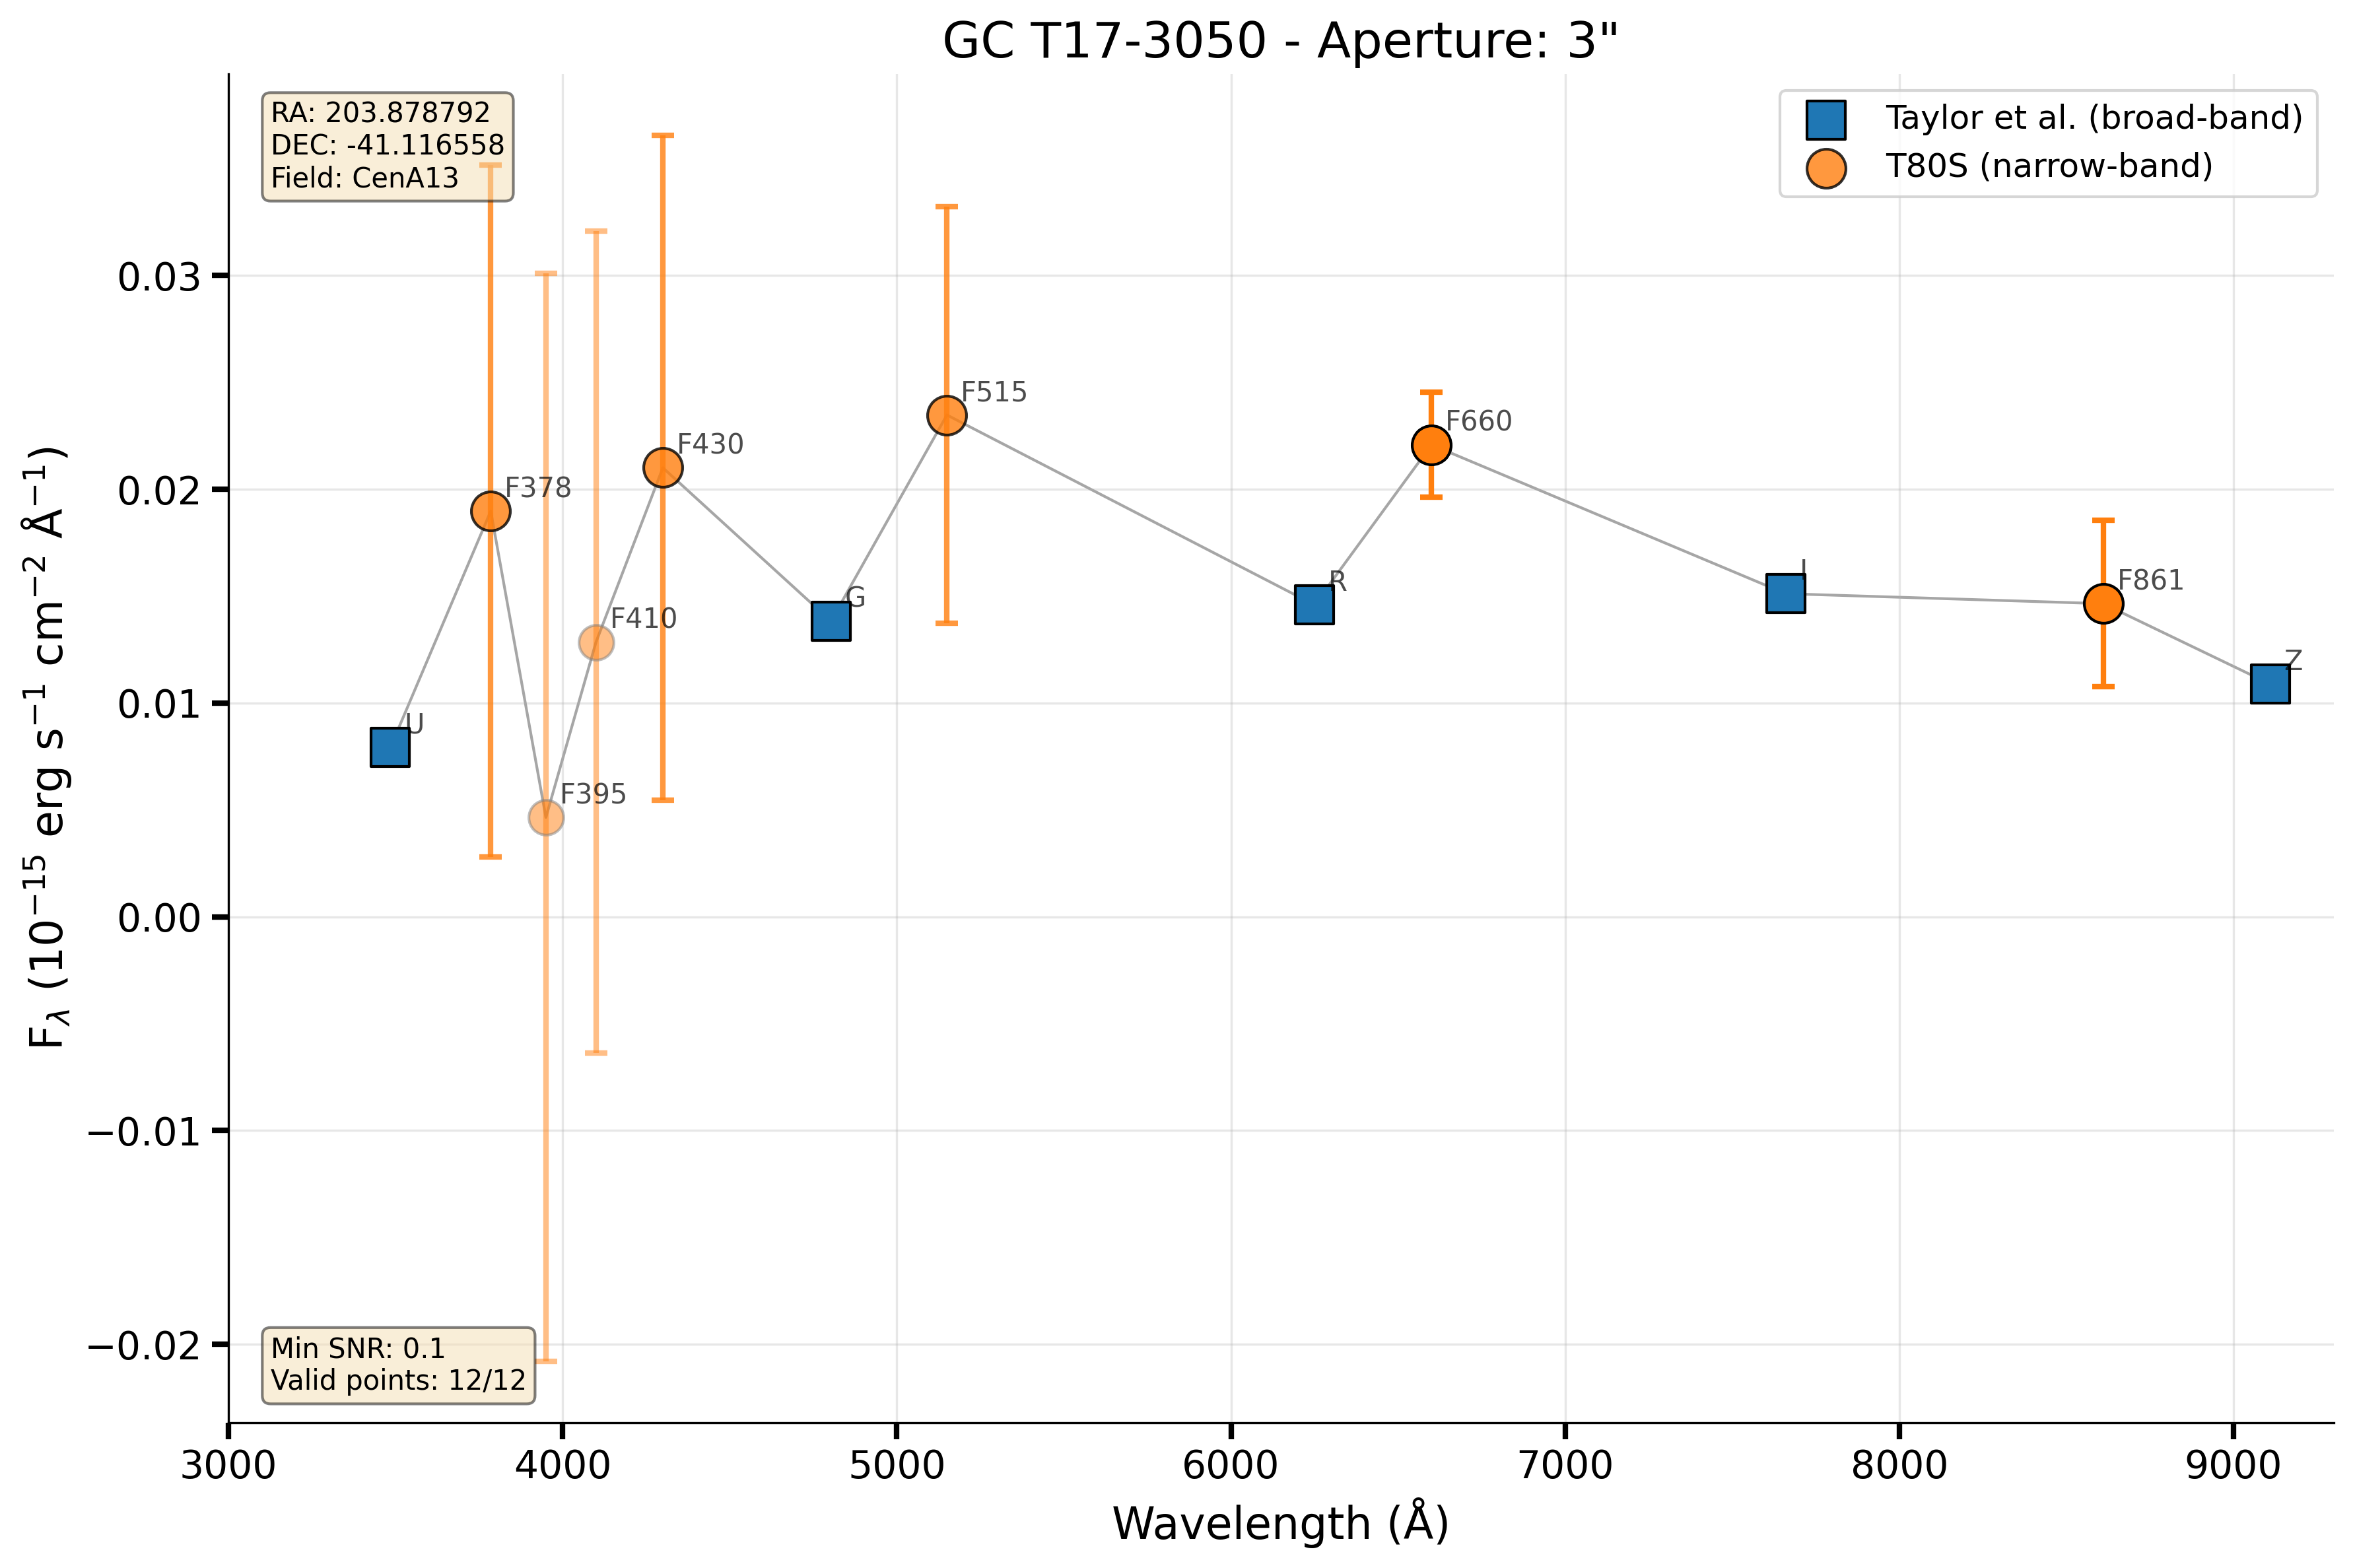 GC T17-3050 - Aperture: 3"
RA: 203.878792
DEC: -41.116558
Field: CenA13
Taylor et al. (broad-band)
T80S (narrow-band)
F515
F430
F660
F378
I
R
G
F861
F410
Z
U
F395
0.03
0.02
0.01
0.00
−0.01
−0.02
Fλ (10⁻¹⁵ erg s⁻¹ cm⁻² Å⁻¹)
Min SNR: 0.1
Valid points: 12/12
3000 4000 5000 6000 7000 8000 9000
Wavelength (Å)